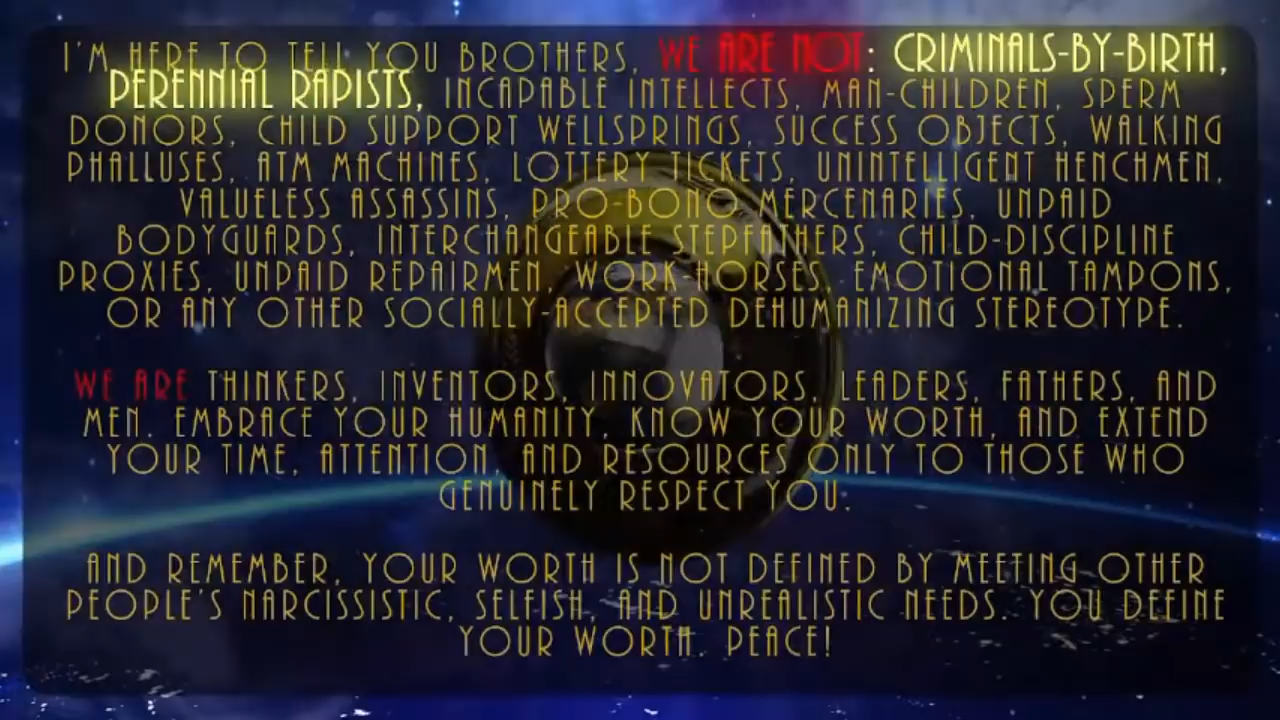 I'M HERE TO TELL YOU BROTHERS, WE ARE NOT: CRIMINALS-BY-BIRTH,
PERENNIAL RAPISTS, INCAPABLE INTELLECTS, MAN-CHILDREN, SPERM
DONORS, CHILD SUPPORT WELLSPRINGS, SUCCESS OBJECTS, WALKING
PHALLUSES, ATM MACHINES, LOTTERY TICKETS, UNINTELLIGENT HENCHMEN,
VALUELESS ASSASSINS, PRO-BONO MERCENARIES, UNPAID
BODYGUARDS, INTERCHANGEABLE STEPFATHERS, CHILD-DISCIPLINE
PROXIES, UNPAID REPAIRMEN, WORK HORSES, EMOTIONAL TAMPONS,
OR ANY OTHER SOCIALLY-ACCEPTED DEHUMANIZING STEREOTYPE.
WE ARE THINKERS, INVENTORS, INNOVATORS, LEADERS, FATHERS, AND
MEN. EMBRACE YOUR HUMANITY, KNOW YOUR WORTH, AND EXTEND
YOUR TIME, ATTENTION, AND RESOURCES ONLY TO THOSE WHO
GENUINELY RESPECT YOU.
AND REMEMBER, YOUR WORTH IS NOT DEFINED BY MEETING OTHER
PEOPLE'S NARCISSISTIC, SELFISH, AND UNREALISTIC NEEDS. YOU DEFINE
YOUR WORTH. PEACE!